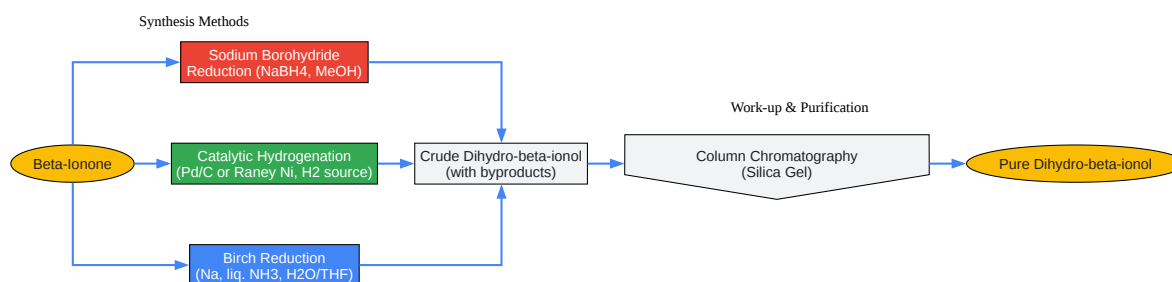 Synthesis Methods
Sodium Borohydride
Reduction (NaBH4, MeOH)
Work-up & Purification
Beta-Ionone
Catalytic Hydrogenation
(Pd/C or Raney Ni, H2 source)
Crude Dihydro-beta-ionol
(with byproducts)
Column Chromatography
(Silica Gel)
Pure Dihydro-beta-ionol
Birch Reduction
(Na, liq. NH3, H2O/THF)